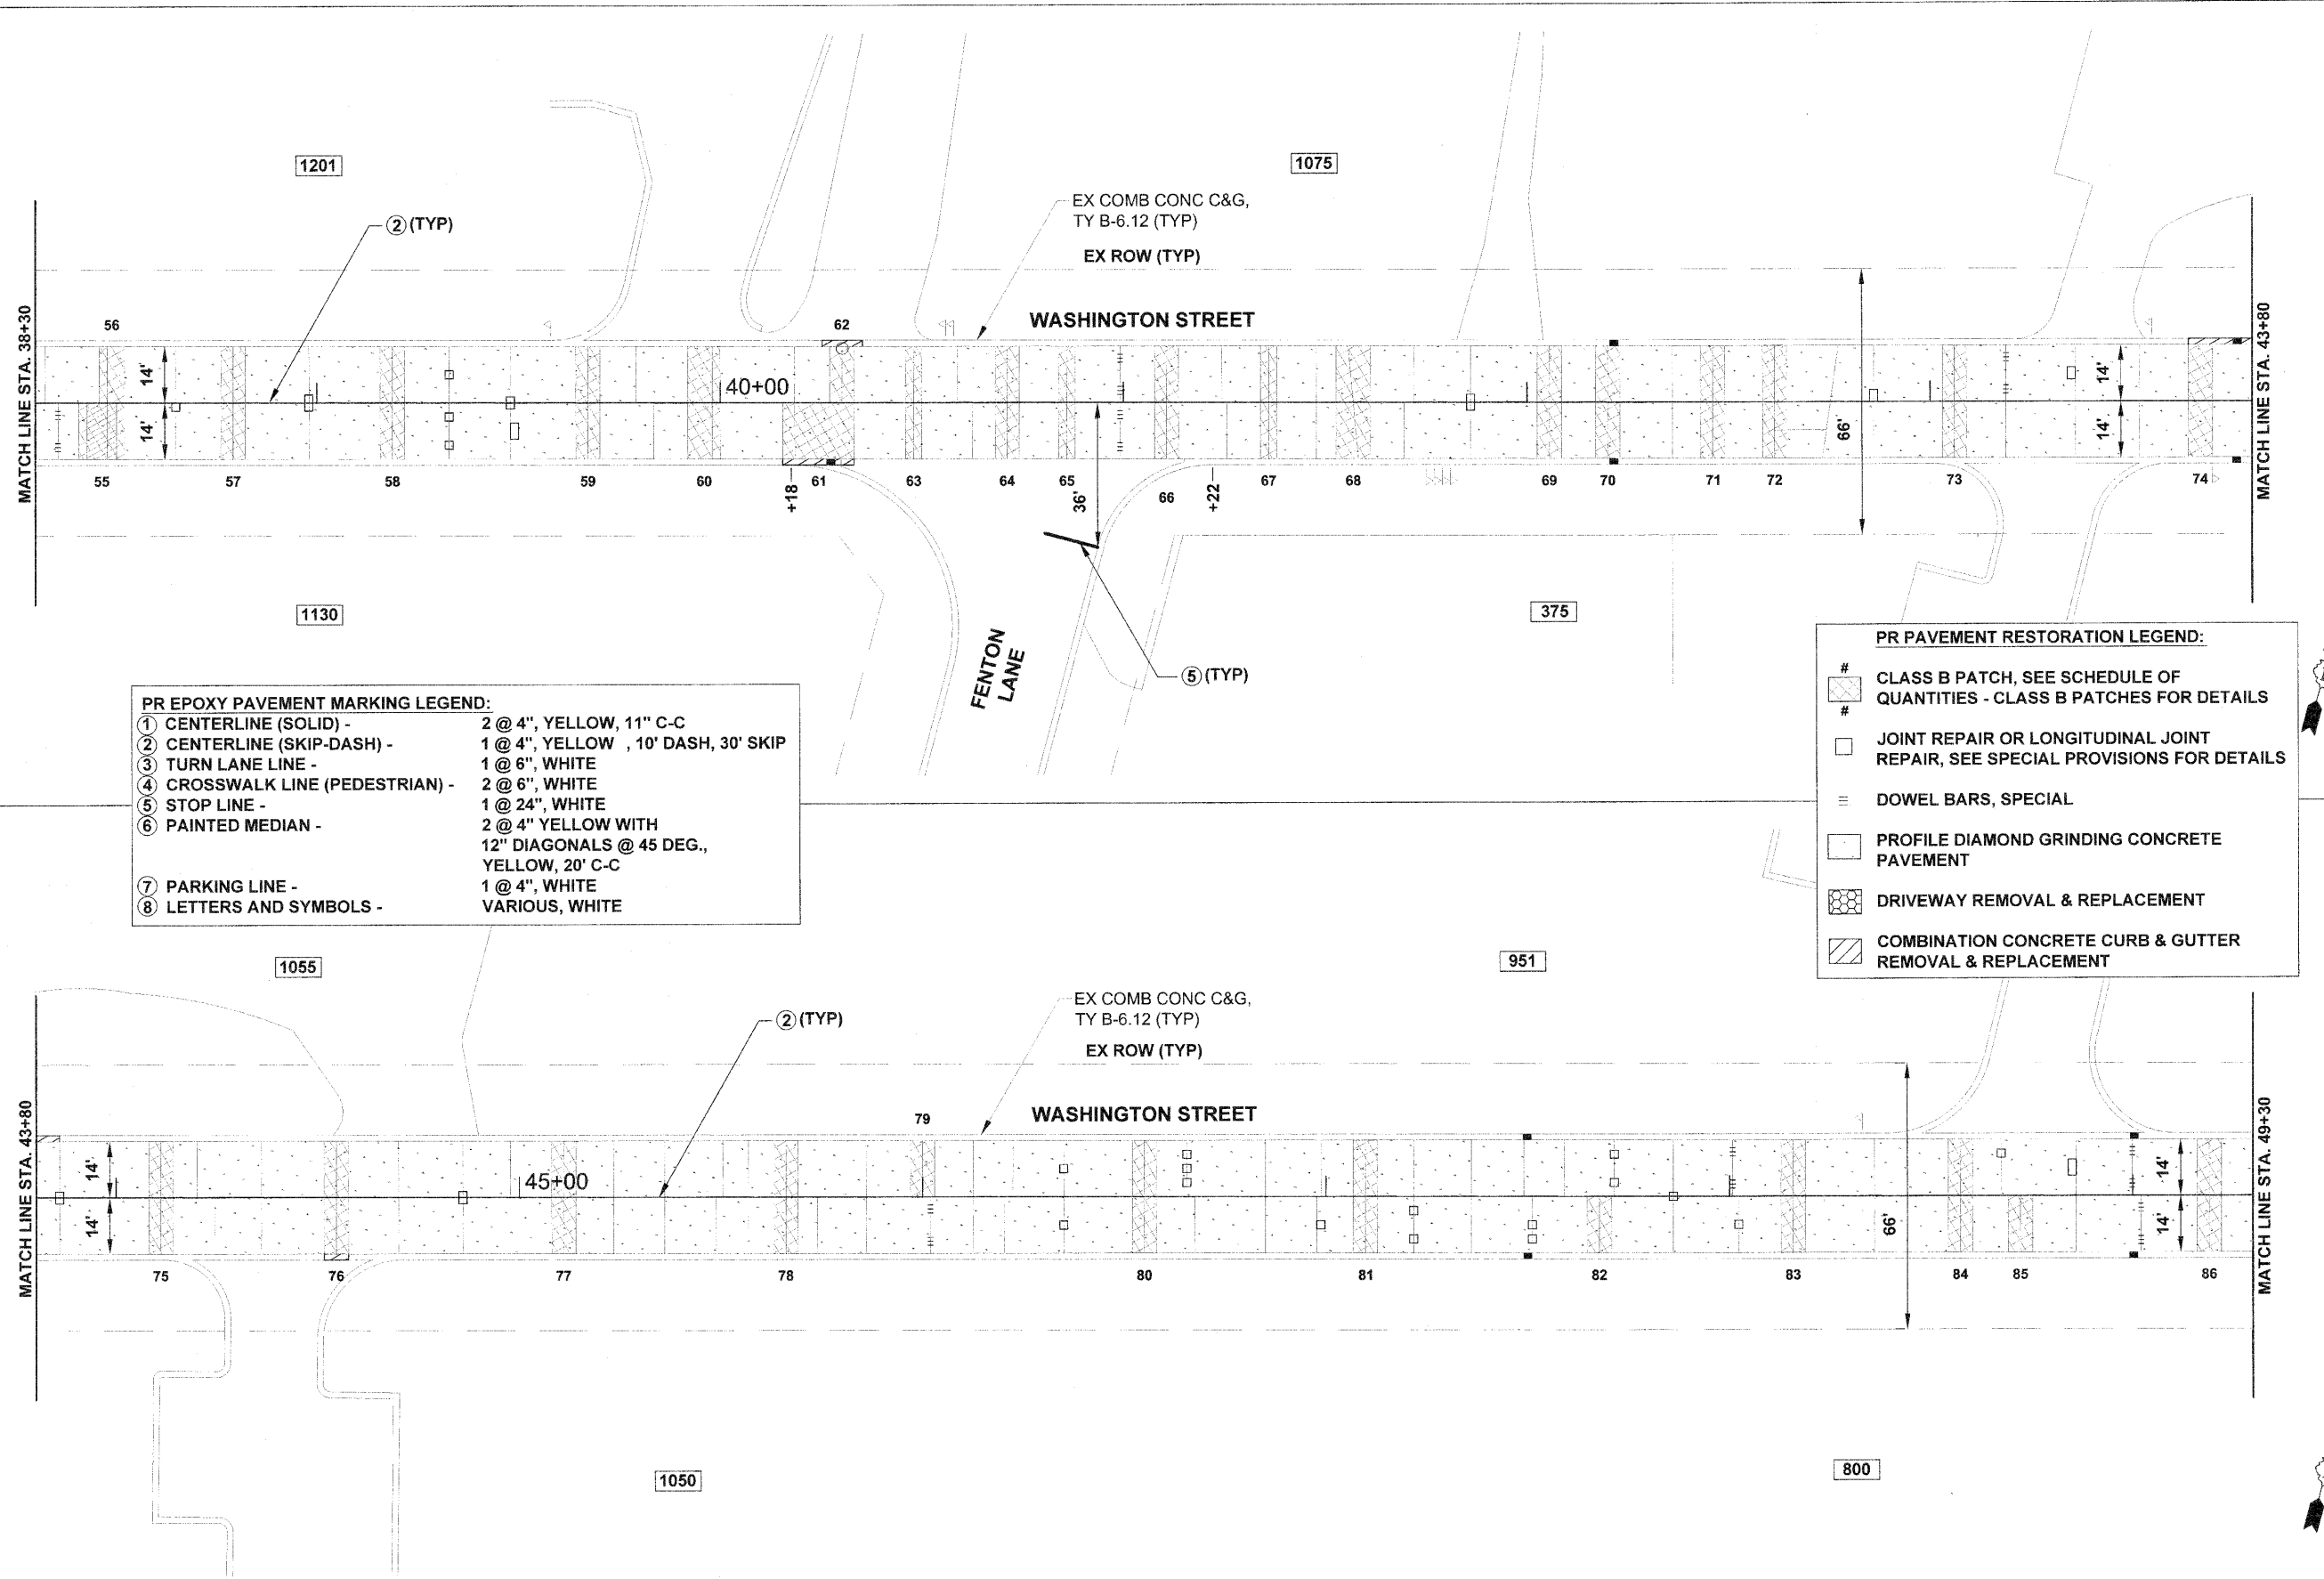 1201
1075
② (TYP)
EX COMB CONC C&G,
TY B-6.12 (TYP)
EX ROW (TYP)
MATCH LINE STA. 38+30
56
62
WASHINGTON STREET
MATCH LINE STA. 43+80
14'
14'
40+00
14'
14'
66'
36'
55
57
58
59
60
+18
61
63
64
65
66
+22
67
68
69
70
71
72
73
74
1130
375
FENTON
LANE
⑤ (TYP)
PR EPOXY PAVEMENT MARKING LEGEND:
① CENTERLINE (SOLID) - 2 @ 4", YELLOW, 11" C-C
② CENTERLINE (SKIP-DASH) - 1 @ 4", YELLOW , 10' DASH, 30' SKIP
③ TURN LANE LINE - 1 @ 6", WHITE
④ CROSSWALK LINE (PEDESTRIAN) - 2 @ 6", WHITE
⑤ STOP LINE - 1 @ 24", WHITE
⑥ PAINTED MEDIAN - 2 @ 4" YELLOW WITH
12" DIAGONALS @ 45 DEG.,
YELLOW, 20' C-C
⑦ PARKING LINE - 1 @ 4", WHITE
⑧ LETTERS AND SYMBOLS - VARIOUS, WHITE
PR PAVEMENT RESTORATION LEGEND:
#
CLASS B PATCH, SEE SCHEDULE OF
QUANTITIES - CLASS B PATCHES FOR DETAILS
#
JOINT REPAIR OR LONGITUDINAL JOINT
REPAIR, SEE SPECIAL PROVISIONS FOR DETAILS
DOWEL BARS, SPECIAL
PROFILE DIAMOND GRINDING CONCRETE
PAVEMENT
DRIVEWAY REMOVAL & REPLACEMENT
COMBINATION CONCRETE CURB & GUTTER
REMOVAL & REPLACEMENT
1055
951
② (TYP)
EX COMB CONC C&G,
TY B-6.12 (TYP)
EX ROW (TYP)
MATCH LINE STA. 43+80
79
WASHINGTON STREET
MATCH LINE STA. 49+30
14'
14'
45+00
66'
14'
14'
75
76
77
78
80
81
82
83
84
85
86
1050
800